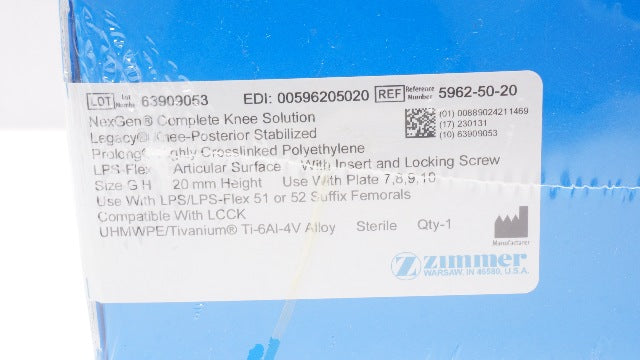 LOT Lot Number 63909053 EDI: 00596205020 REF Reference Number 5962-50-20
NexGen® Complete Knee Solution
(01) 00889024211469
Legacy® Knee-Posterior Stabilized
(17) 230131
(10) 63909053
Prolong® Highly Crosslinked Polyethylene
LPS-Flex Articular Surface With Insert and Locking Screw
Size G H 20 mm Height Use With Plate 7,8,9,10
Use With LPS/LPS-Flex 51 or 52 Suffix Femorals
Compatible With LCCK
UHMWPE/Tivanium® Ti-6Al-4V Alloy Sterile Qty-1
Manufacturer
Z zimmer
WARSAW, IN 46580, U.S.A.